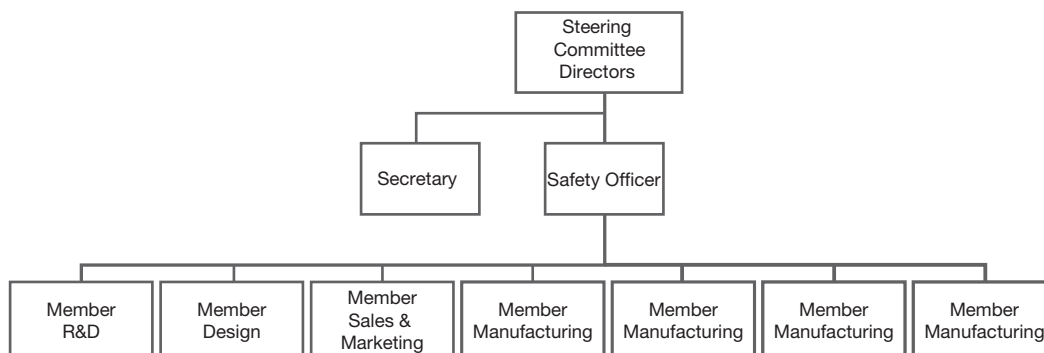 Steering
Committee
Directors
Secretary
Safety Officer
Member
R&D
Member
Design
Member
Sales &
Marketing
Member
Manufacturing
Member
Manufacturing
Member
Manufacturing
Member
Manufacturing